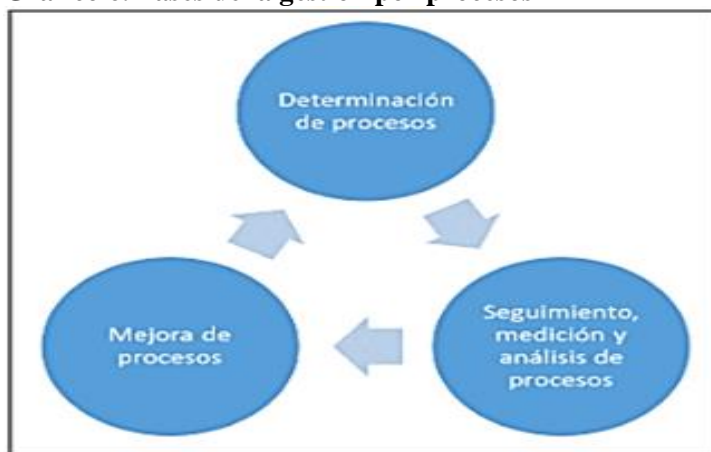 Determinación
de procesos
Seguimiento,
medición y
análisis de
procesos
Mejora de
procesos